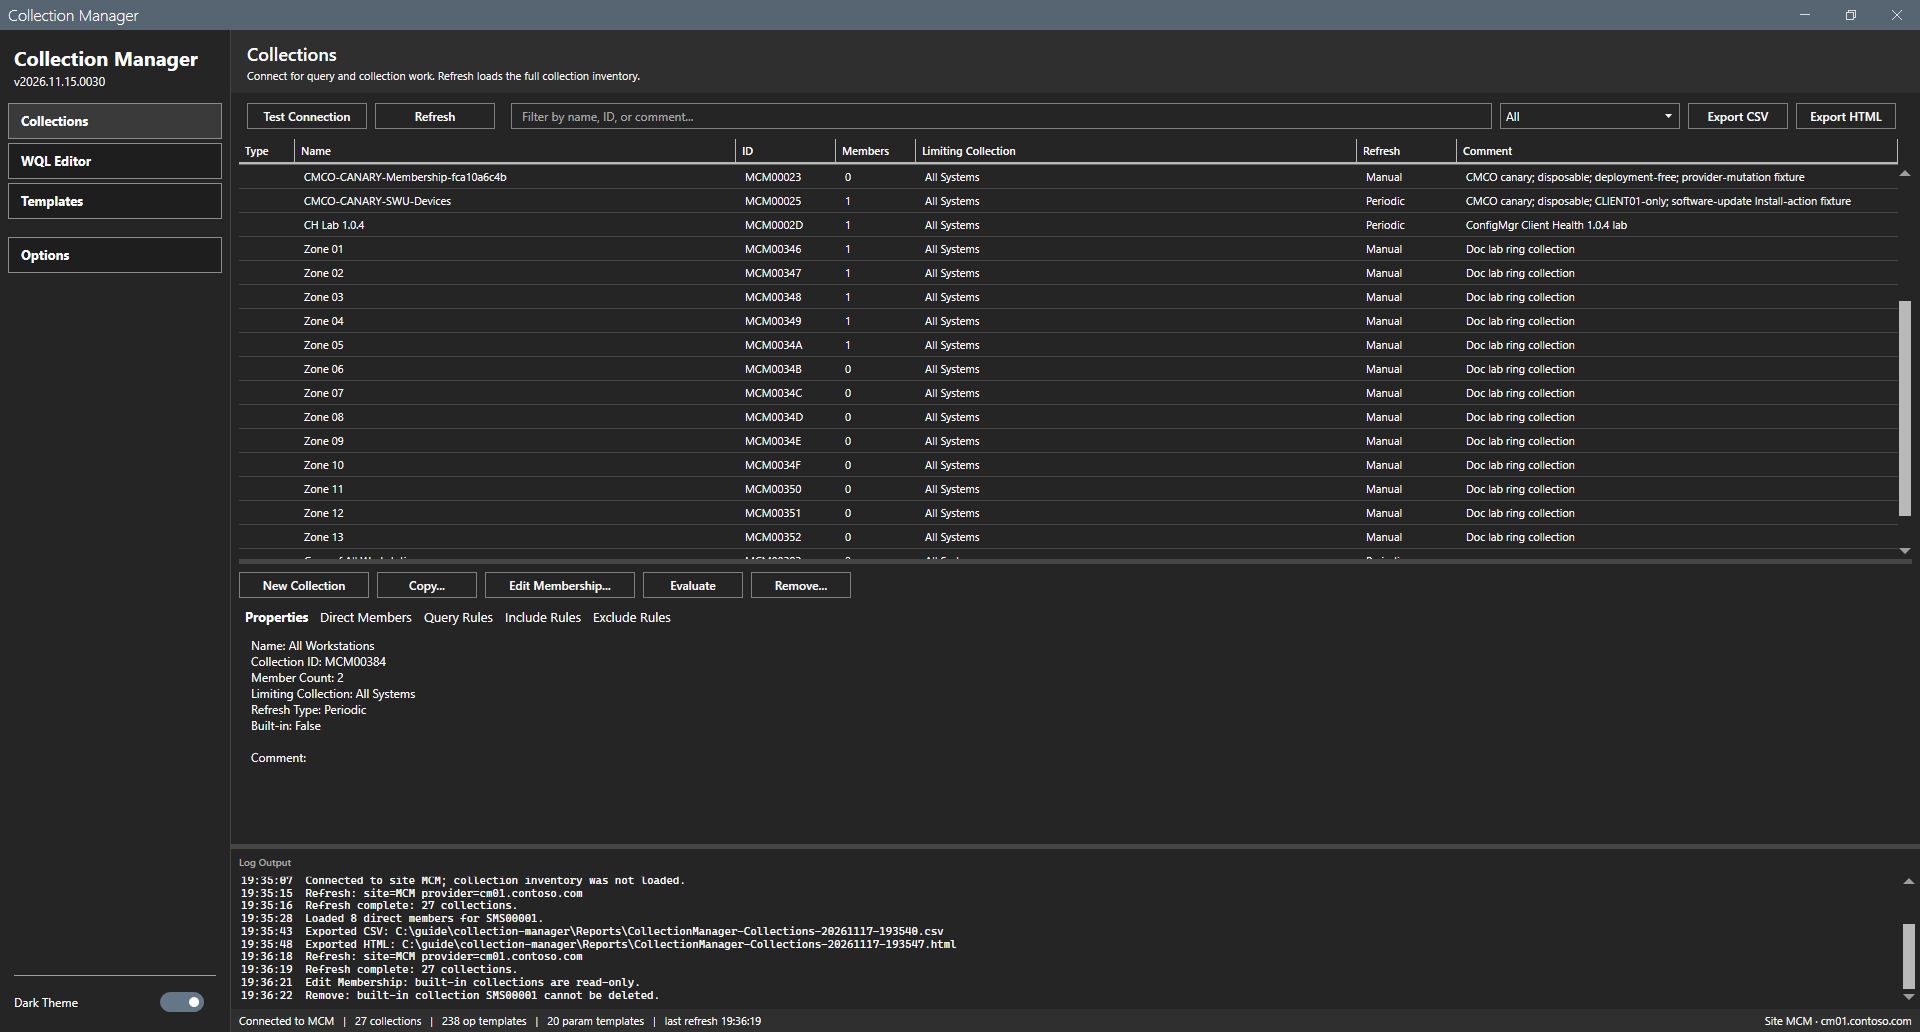 Collection Manager
Collection Manager
v2026.11.15.0030
Collections
WQL Editor
Templates
Options
Dark Theme
Collections
Connect for query and collection work. Refresh loads the full collection inventory.
Test Connection Refresh Filter by name, ID, or comment... All Export CSV Export HTML
Type Name ID Members Limiting Collection Refresh Comment
CMCO-CANARY-Membership-fca10a6c4b MCM00023 0 All Systems Manual CMCO canary; disposable; deployment-free; provider-mutation fixture
CMCO-CANARY-SWU-Devices MCM00025 1 All Systems Periodic CMCO canary; disposable; CLIENT01-only; software-update Install-action fixture
CH Lab 1.0.4 MCM0002D 1 All Systems Periodic ConfigMgr Client Health 1.0.4 lab
Zone 01 MCM00346 1 All Systems Manual Doc lab ring collection
Zone 02 MCM00347 1 All Systems Manual Doc lab ring collection
Zone 03 MCM00348 1 All Systems Manual Doc lab ring collection
Zone 04 MCM00349 1 All Systems Manual Doc lab ring collection
Zone 05 MCM0034A 1 All Systems Manual Doc lab ring collection
Zone 06 MCM0034B 0 All Systems Manual Doc lab ring collection
Zone 07 MCM0034C 0 All Systems Manual Doc lab ring collection
Zone 08 MCM0034D 0 All Systems Manual Doc lab ring collection
Zone 09 MCM0034E 0 All Systems Manual Doc lab ring collection
Zone 10 MCM0034F 0 All Systems Manual Doc lab ring collection
Zone 11 MCM00350 0 All Systems Manual Doc lab ring collection
Zone 12 MCM00351 0 All Systems Manual Doc lab ring collection
Zone 13 MCM00352 0 All Systems Manual Doc lab ring collection
New Collection Copy... Edit Membership... Evaluate Remove...
Properties Direct Members Query Rules Include Rules Exclude Rules
Name: All Workstations
Collection ID: MCM00384
Member Count: 2
Limiting Collection: All Systems
Refresh Type: Periodic
Built-in: False
Comment:
Log Output
19:35:07 Connected to site MCM; collection inventory was not loaded.
19:35:15 Refresh: site=MCM provider=cm01.contoso.com
19:35:16 Refresh complete: 27 collections.
19:35:28 Loaded 8 direct members for SMS00001.
19:35:43 Exported CSV: C:\guide\collection-manager\Reports\CollectionManager-Collections-20261117-193540.csv
19:35:48 Exported HTML: C:\guide\collection-manager\Reports\CollectionManager-Collections-20261117-193547.html
19:36:18 Refresh: site=MCM provider=cm01.contoso.com
19:36:19 Refresh complete: 27 collections.
19:36:21 Edit Membership: built-in collections are read-only.
19:36:22 Remove: built-in collection SMS00001 cannot be deleted.
Connected to MCM | 27 collections | 238 op templates | 20 param templates | last refresh 19:36:19
Site MCM · cm01.contoso.com